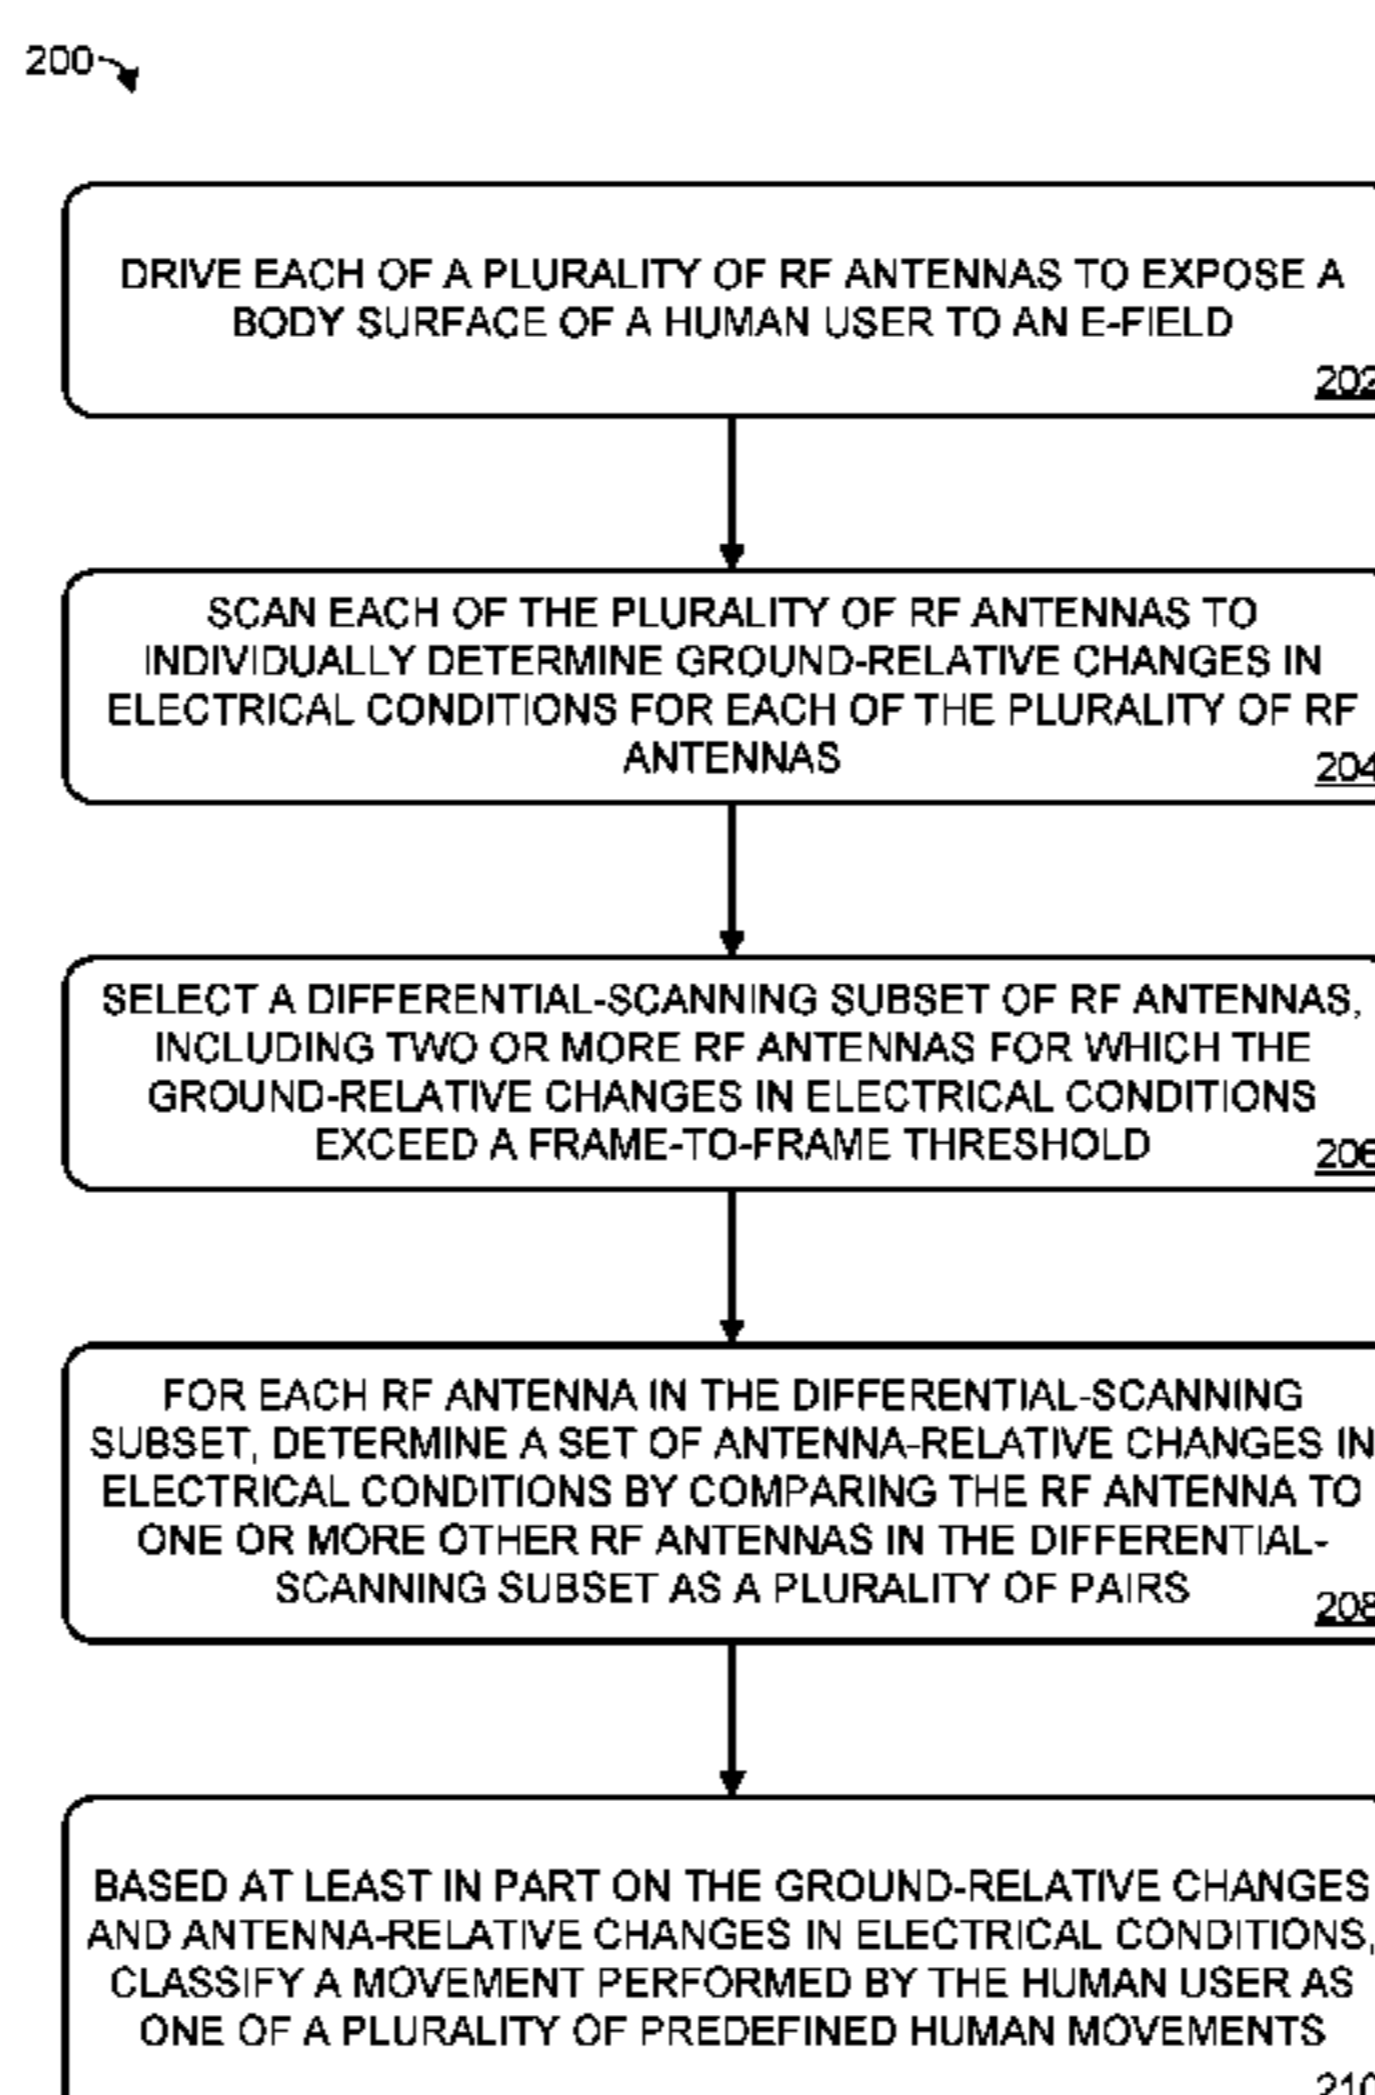 200
DRIVE EACH OF A PLURALITY OF RF ANTENNAS TO EXPOSE A
BODY SURFACE OF A HUMAN USER TO AN E-FIELD
202
SCAN EACH OF THE PLURALITY OF RF ANTENNAS TO
INDIVIDUALLY DETERMINE GROUND-RELATIVE CHANGES IN
ELECTRICAL CONDITIONS FOR EACH OF THE PLURALITY OF RF
ANTENNAS
204
SELECT A DIFFERENTIAL-SCANNING SUBSET OF RF ANTENNAS,
INCLUDING TWO OR MORE RF ANTENNAS FOR WHICH THE
GROUND-RELATIVE CHANGES IN ELECTRICAL CONDITIONS
EXCEED A FRAME-TO-FRAME THRESHOLD
206
FOR EACH RF ANTENNA IN THE DIFFERENTIAL-SCANNING
SUBSET, DETERMINE A SET OF ANTENNA-RELATIVE CHANGES IN
ELECTRICAL CONDITIONS BY COMPARING THE RF ANTENNA TO
ONE OR MORE OTHER RF ANTENNAS IN THE DIFFERENTIAL-
SCANNING SUBSET AS A PLURALITY OF PAIRS
208
BASED AT LEAST IN PART ON THE GROUND-RELATIVE CHANGES
AND ANTENNA-RELATIVE CHANGES IN ELECTRICAL CONDITIONS,
CLASSIFY A MOVEMENT PERFORMED BY THE HUMAN USER AS
ONE OF A PLURALITY OF PREDEFINED HUMAN MOVEMENTS
210